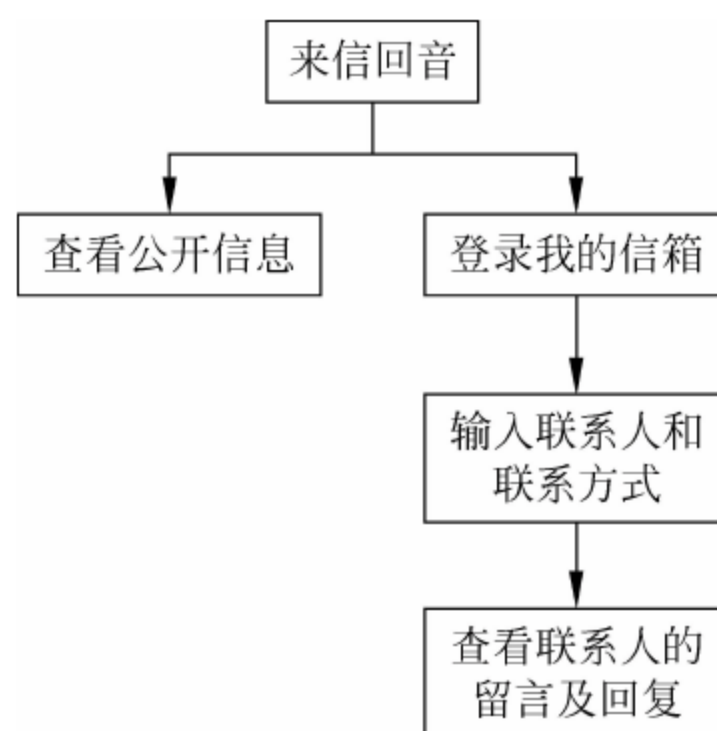 来信回音
查看公开信息
登录我的信箱
输入联系人和
联系方式
查看联系人的
留言及回复